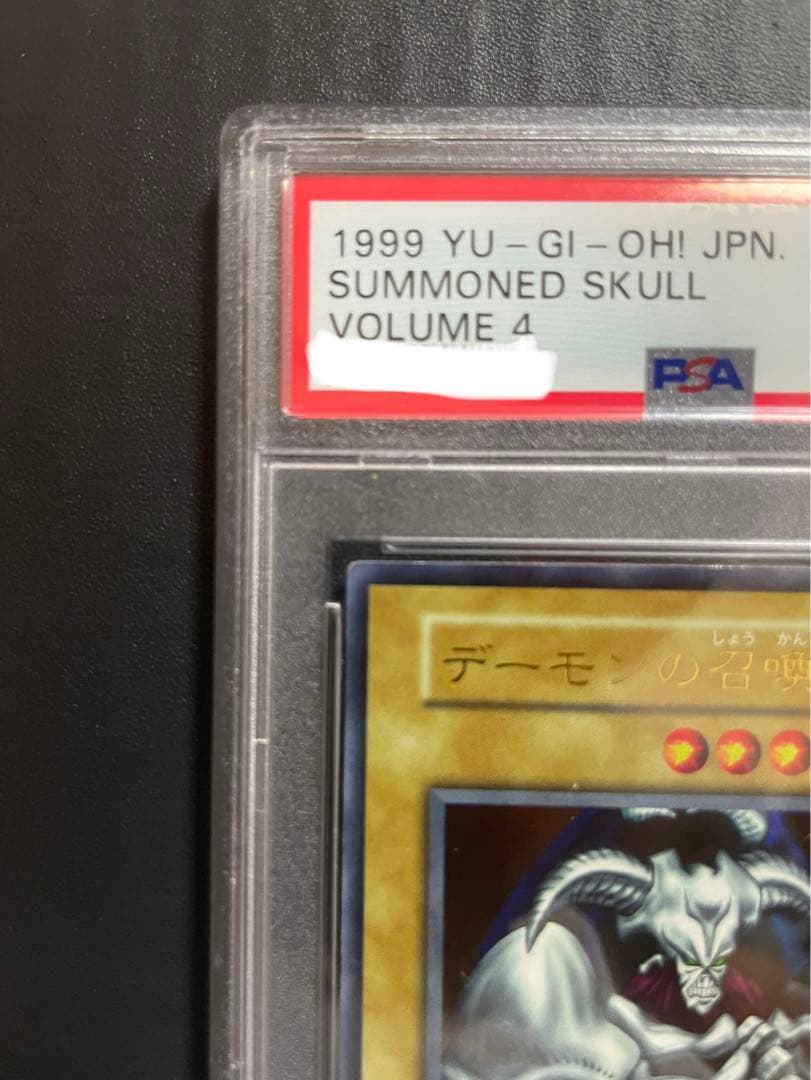 1999 YU-GI-OH! JPN.
SUMMONED SKULL
VOLUME 4
PSA
しょう かん
デーモンの召喚